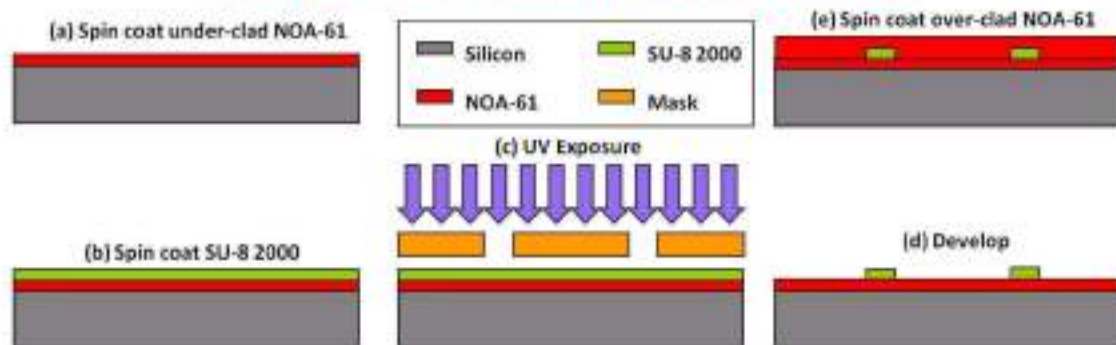 (a) Spin coat under-clad NOA-61
(e) Spin coat over-clad NOA-61
Silicon
SU-8 2000
NOA-61
Mask
(c) UV Exposure
(b) Spin coat SU-8 2000
(d) Develop